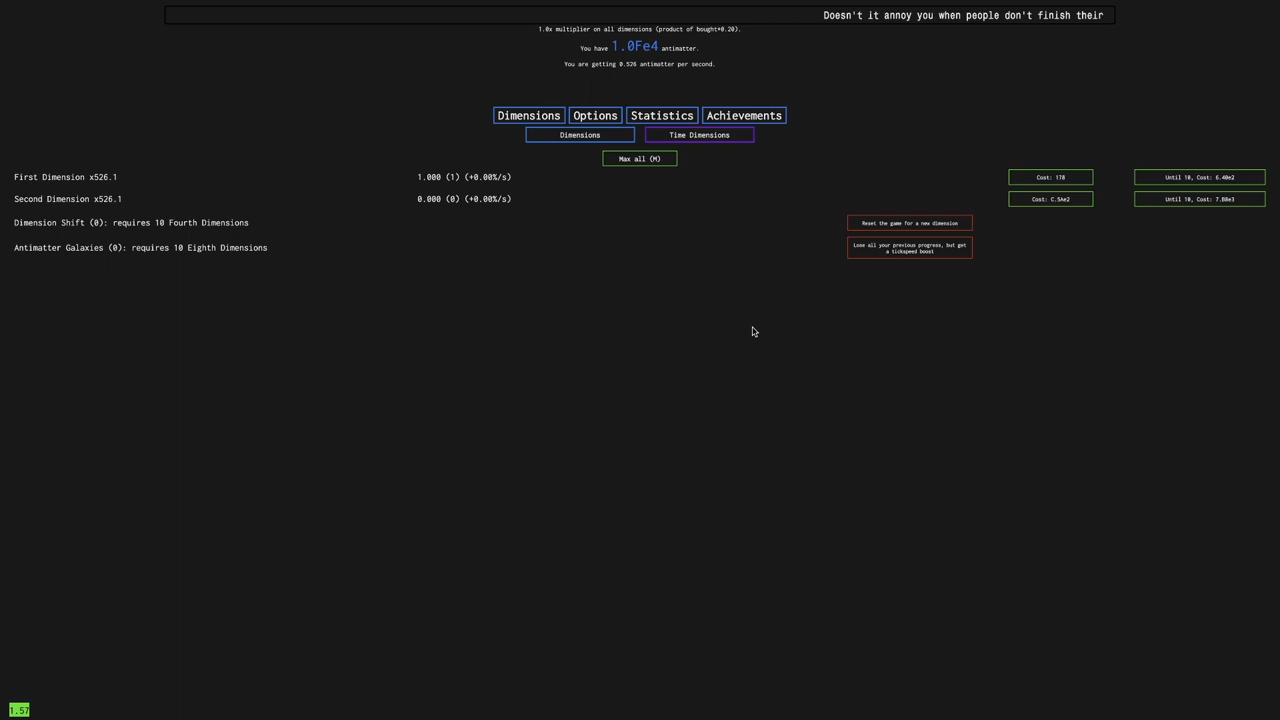 Doesn't it annoy you when people don't finish their
1.0x multiplier on all dimensions (product of bought+0.20).
You have 1.0Fe4 antimatter.
You are getting 0.526 antimatter per second.
Dimensions Options Statistics Achievements
Dimensions Time Dimensions
Max all (M)
First Dimension x526.1 1.000 (1) (+0.00%/s) Cost: 178 Until 10, Cost: 6.40e2
Second Dimension x526.1 0.000 (0) (+0.00%/s) Cost: C.5Ae2 Until 10, Cost: 7.B8e3
Dimension Shift (0): requires 10 Fourth Dimensions Reset the game for a new dimension
Antimatter Galaxies (0): requires 10 Eighth Dimensions Lose all your previous progress, but get
a tickspeed boost
1.57